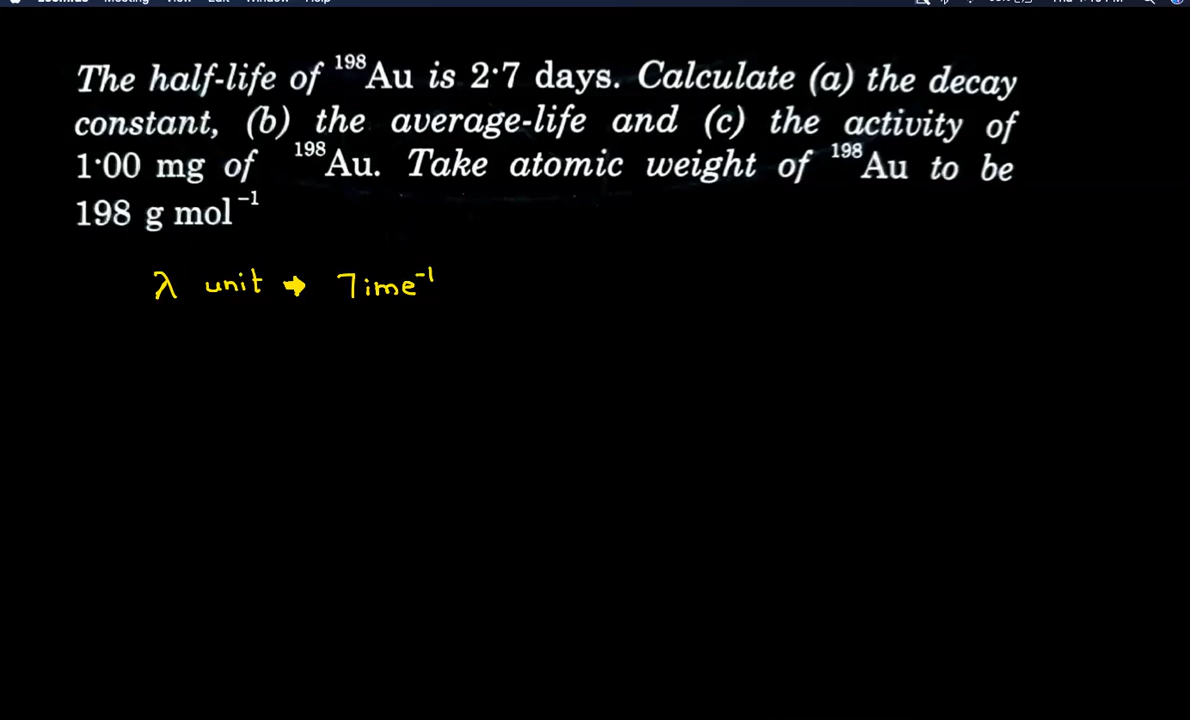 The half-life of ¹⁹⁸Au is 2·7 days. Calculate (a) the decay
constant, (b) the average-life and (c) the activity of
1·00 mg of ¹⁹⁸Au. Take atomic weight of ¹⁹⁸Au to be
198 g mol⁻¹
λ unit → Time⁻¹